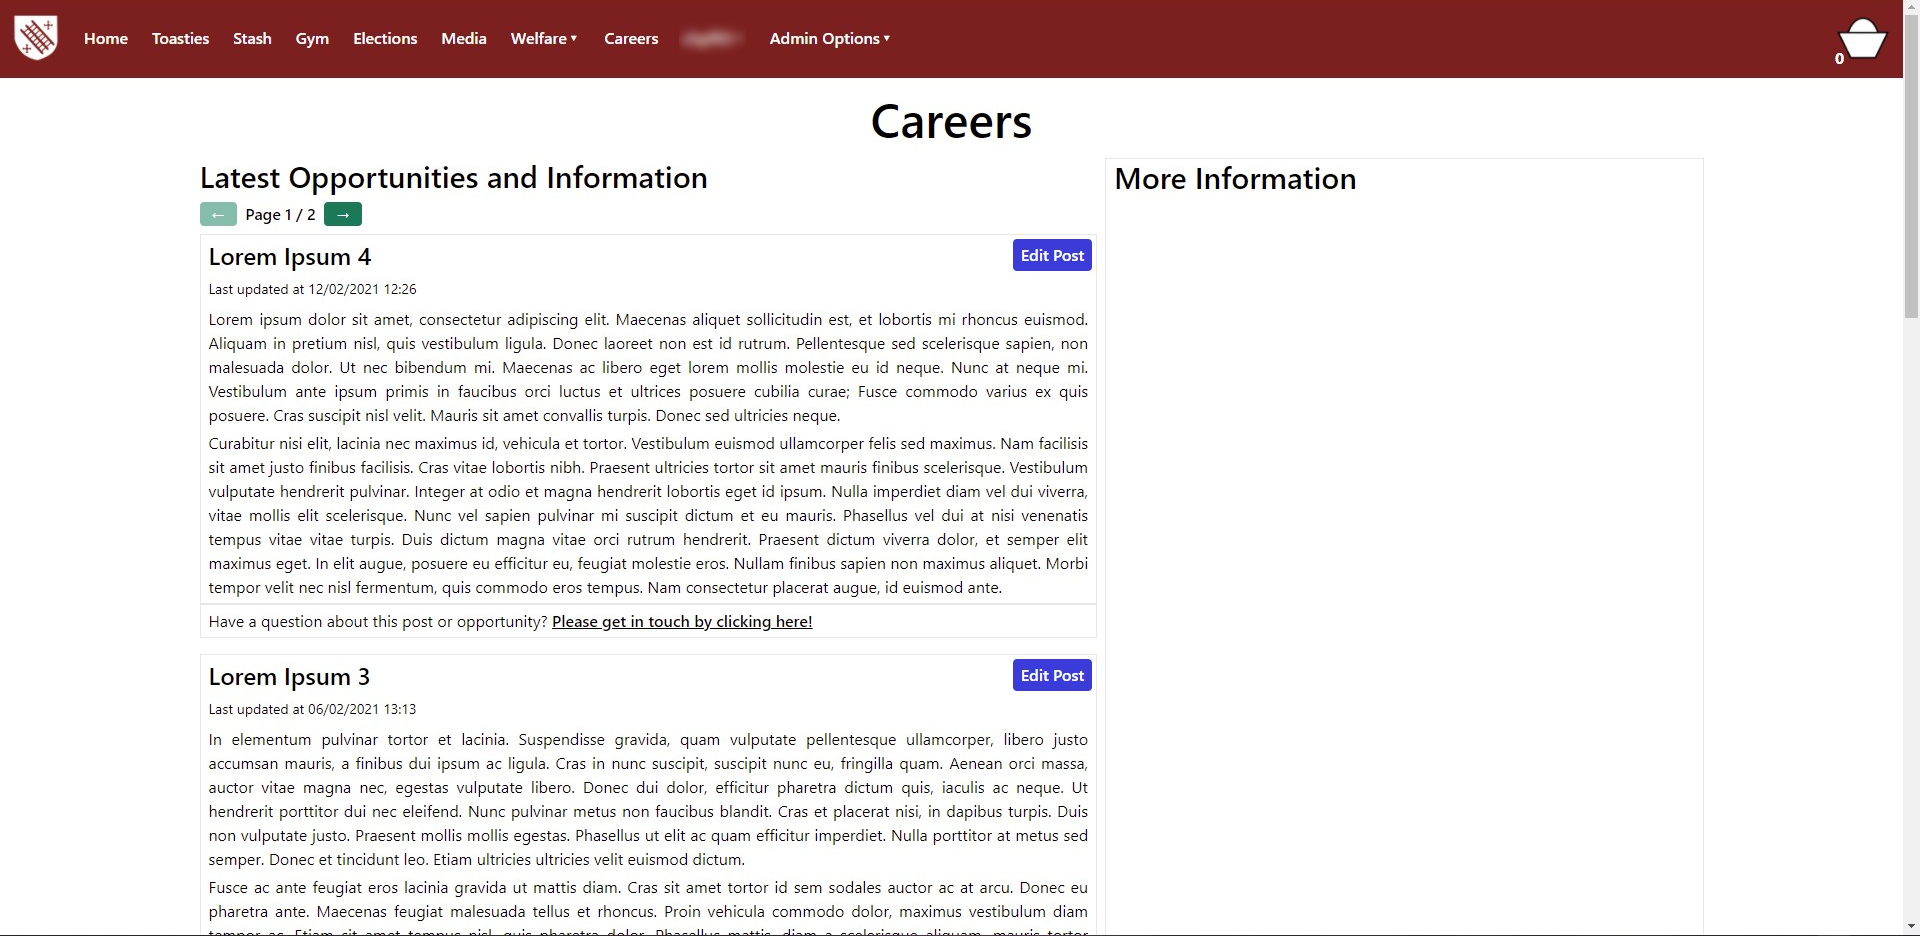 Home Toasties Stash Gym Elections Media Welfare ▾ Careers Admin Options ▾
0
Careers
Latest Opportunities and Information
← Page 1 / 2 →
Lorem Ipsum 4
Edit Post
Last updated at 12/02/2021 12:26
Lorem ipsum dolor sit amet, consectetur adipiscing elit. Maecenas aliquet sollicitudin est, et lobortis mi rhoncus euismod.
Aliquam in pretium nisl, quis vestibulum ligula. Donec laoreet non est id rutrum. Pellentesque sed scelerisque sapien, non
malesuada dolor. Ut nec bibendum mi. Maecenas ac libero eget lorem mollis molestie eu id neque. Nunc at neque mi.
Vestibulum ante ipsum primis in faucibus orci luctus et ultrices posuere cubilia curae; Fusce commodo varius ex quis
posuere. Cras suscipit nisl velit. Mauris sit amet convallis turpis. Donec sed ultricies neque.
Curabitur nisi elit, lacinia nec maximus id, vehicula et tortor. Vestibulum euismod ullamcorper felis sed maximus. Nam facilisis
sit amet justo finibus facilisis. Cras vitae lobortis nibh. Praesent ultricies tortor sit amet mauris finibus scelerisque. Vestibulum
vulputate hendrerit pulvinar. Integer at odio et magna hendrerit lobortis eget id ipsum. Nulla imperdiet diam vel dui viverra,
vitae mollis elit scelerisque. Nunc vel sapien pulvinar mi suscipit dictum et eu mauris. Phasellus vel dui at nisi venenatis
tempus vitae vitae turpis. Duis dictum magna vitae orci rutrum hendrerit. Praesent dictum viverra dolor, et semper elit
maximus eget. In elit augue, posuere eu efficitur eu, feugiat molestie eros. Nullam finibus sapien non maximus aliquet. Morbi
tempor velit nec nisl fermentum, quis commodo eros tempus. Nam consectetur placerat augue, id euismod ante.
Have a question about this post or opportunity? Please get in touch by clicking here!
Lorem Ipsum 3
Edit Post
Last updated at 06/02/2021 13:13
In elementum pulvinar tortor et lacinia. Suspendisse gravida, quam vulputate pellentesque ullamcorper, libero justo
accumsan mauris, a finibus dui ipsum ac ligula. Cras in nunc suscipit, suscipit nunc eu, fringilla quam. Aenean orci massa,
auctor vitae magna nec, egestas vulputate libero. Donec dui dolor, efficitur pharetra dictum quis, iaculis ac neque. Ut
hendrerit porttitor dui nec eleifend. Nunc pulvinar metus non faucibus blandit. Cras et placerat nisi, in dapibus turpis. Duis
non vulputate justo. Praesent mollis mollis egestas. Phasellus ut elit ac quam efficitur imperdiet. Nulla porttitor at metus sed
semper. Donec et tincidunt leo. Etiam ultricies ultricies velit euismod dictum.
Fusce ac ante feugiat eros lacinia gravida ut mattis diam. Cras sit amet tortor id sem sodales auctor ac at arcu. Donec eu
pharetra ante. Maecenas feugiat malesuada tellus et rhoncus. Proin vehicula commodo dolor, maximus vestibulum diam
tempor ac. Etiam sit amet tempus nisl, quis pharetra dolor. Phasellus mattis, diam a scelerisque aliquam, mauris tortor
More Information